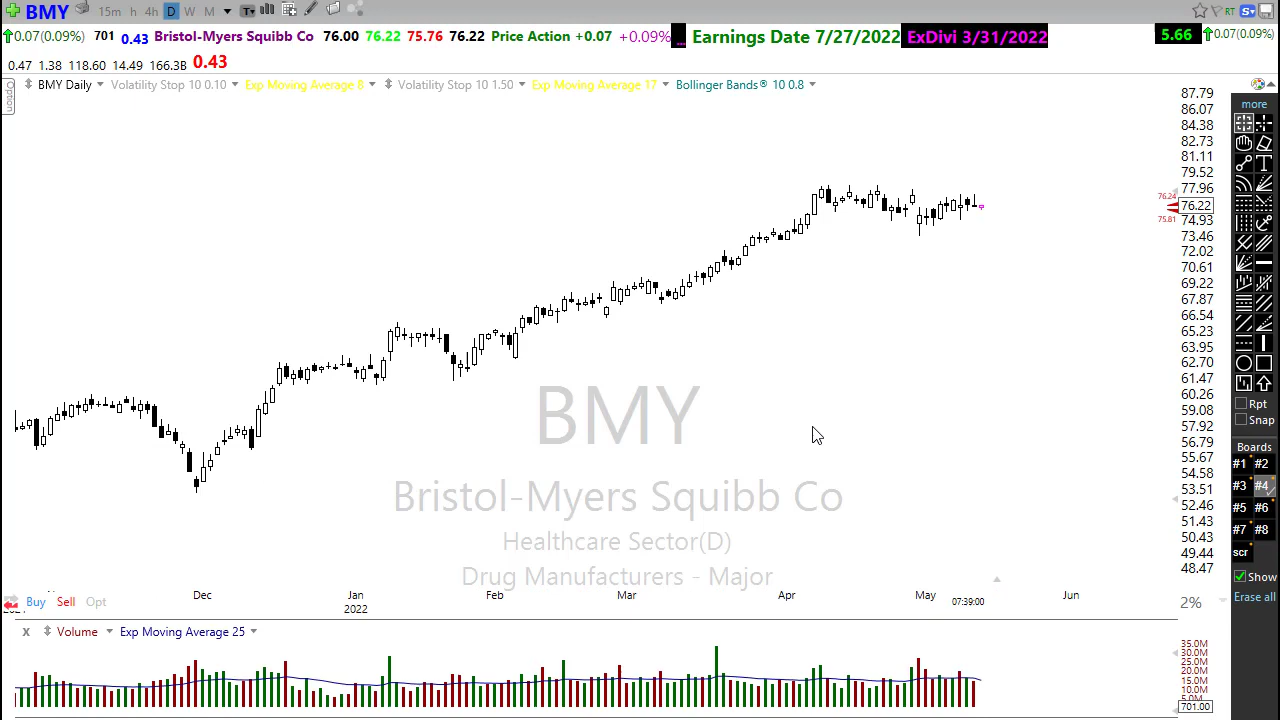 BMY 15m h 4h D W M T
RT S
0.07(0.09%) 701 0.43 Bristol-Myers Squibb Co 76.00 76.22 75.76 76.22 Price Action +0.07 +0.09% ... Earnings Date 7/27/2022 ExDivi 3/31/2022 5.66 0.07(0.09%)
0.47 1.38 118.60 14.49 166.3B 0.43
Option
BMY Daily Volatility Stop 10 0.10 Exp Moving Average 8 Volatility Stop 10 1.50 Exp Moving Average 17 Bollinger Bands® 10 0.8
87.79
86.07
84.38
82.73
81.11
79.52
77.96
76.24
76.22
75.81
74.93
73.46
72.02
70.61
69.22
67.87
66.54
65.23
63.95
62.70
61.47
60.26
59.08
57.92
56.79
55.67
54.58
53.51
52.46
51.43
50.43
49.44
48.47
BMY
Bristol-Myers Squibb Co
Healthcare Sector(D)
Drug Manufacturers - Major
Dec Jan Feb Mar Apr May Jun
2022 07:39:00
Buy Sell Opt
2%
x Volume Exp Moving Average 25
35.0M
30.0M
25.0M
20.0M
15.0M
10.0M
5.0M
701.00
more
T
Rpt
Snap
Boards
#1 #2
#3 #4
#5 #6
#7 #8
scr
Show
Erase all